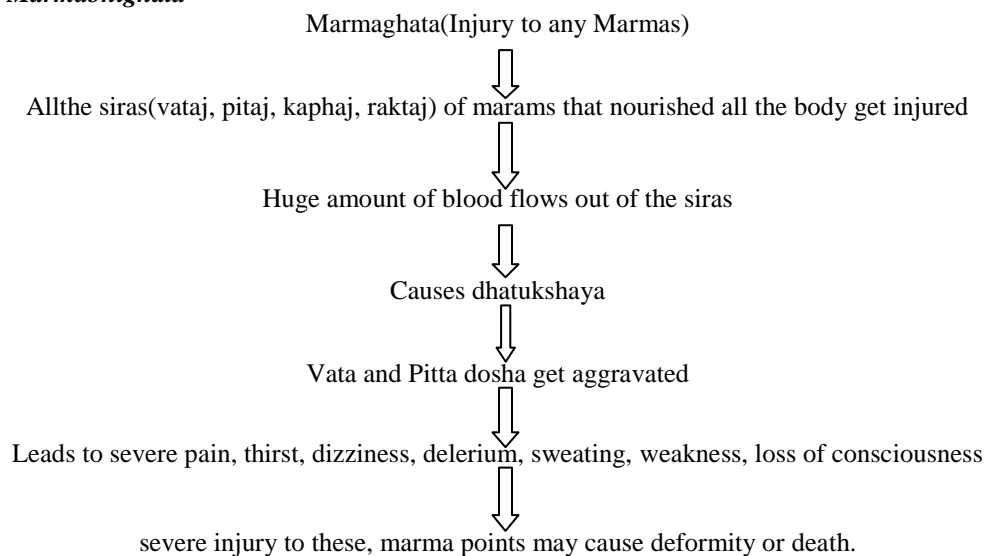 Marmaghata(Injury to any Marmas)
Allthe siras(vataj, pitaj, kaphaj, raktaj) of marams that nourished all the body get injured
Huge amount of blood flows out of the siras
Causes dhatukshaya
Vata and Pitta dosha get aggravated
Leads to severe pain, thirst, dizziness, delerium, sweating, weakness, loss of consciousness
severe injury to these, marma points may cause deformity or death.